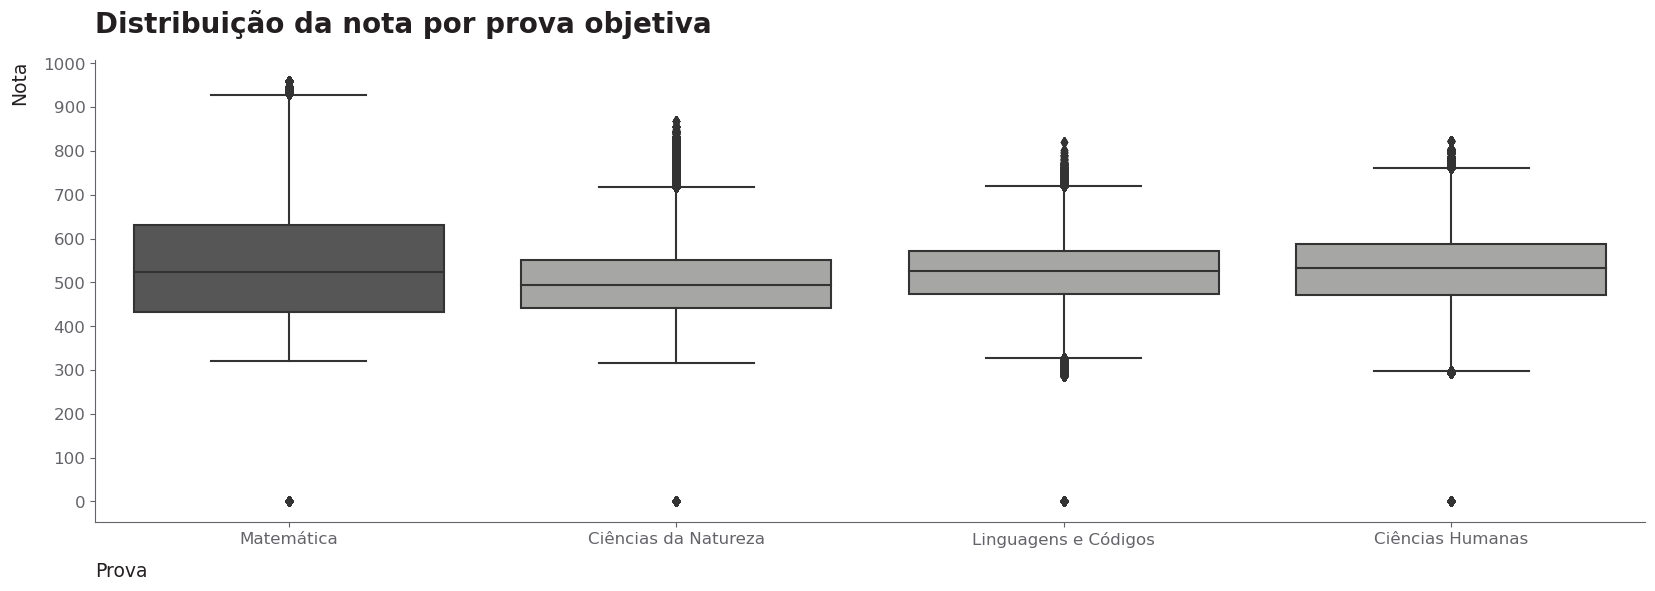 Distribuição da nota por prova objetiva
Nota
1000
900
800
700
600
500
400
300
200
100
0
Matemática
Ciências da Natureza
Linguagens e Códigos
Ciências Humanas
Prova